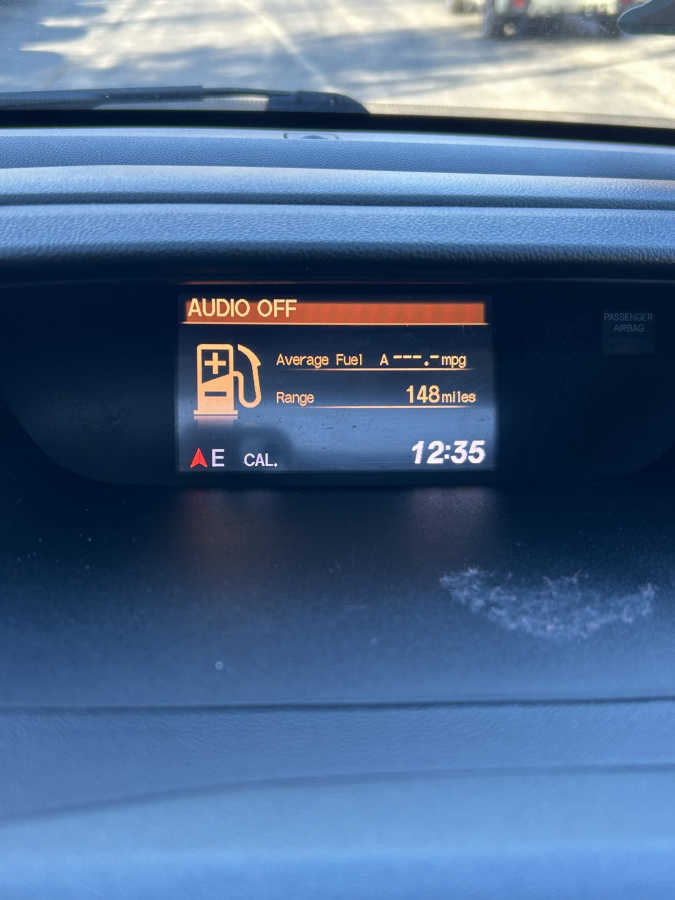 AUDIO OFF
Average Fuel A ---.- mpg
Range 148 miles
E CAL. 12:35
PASSENGER
AIRBAG